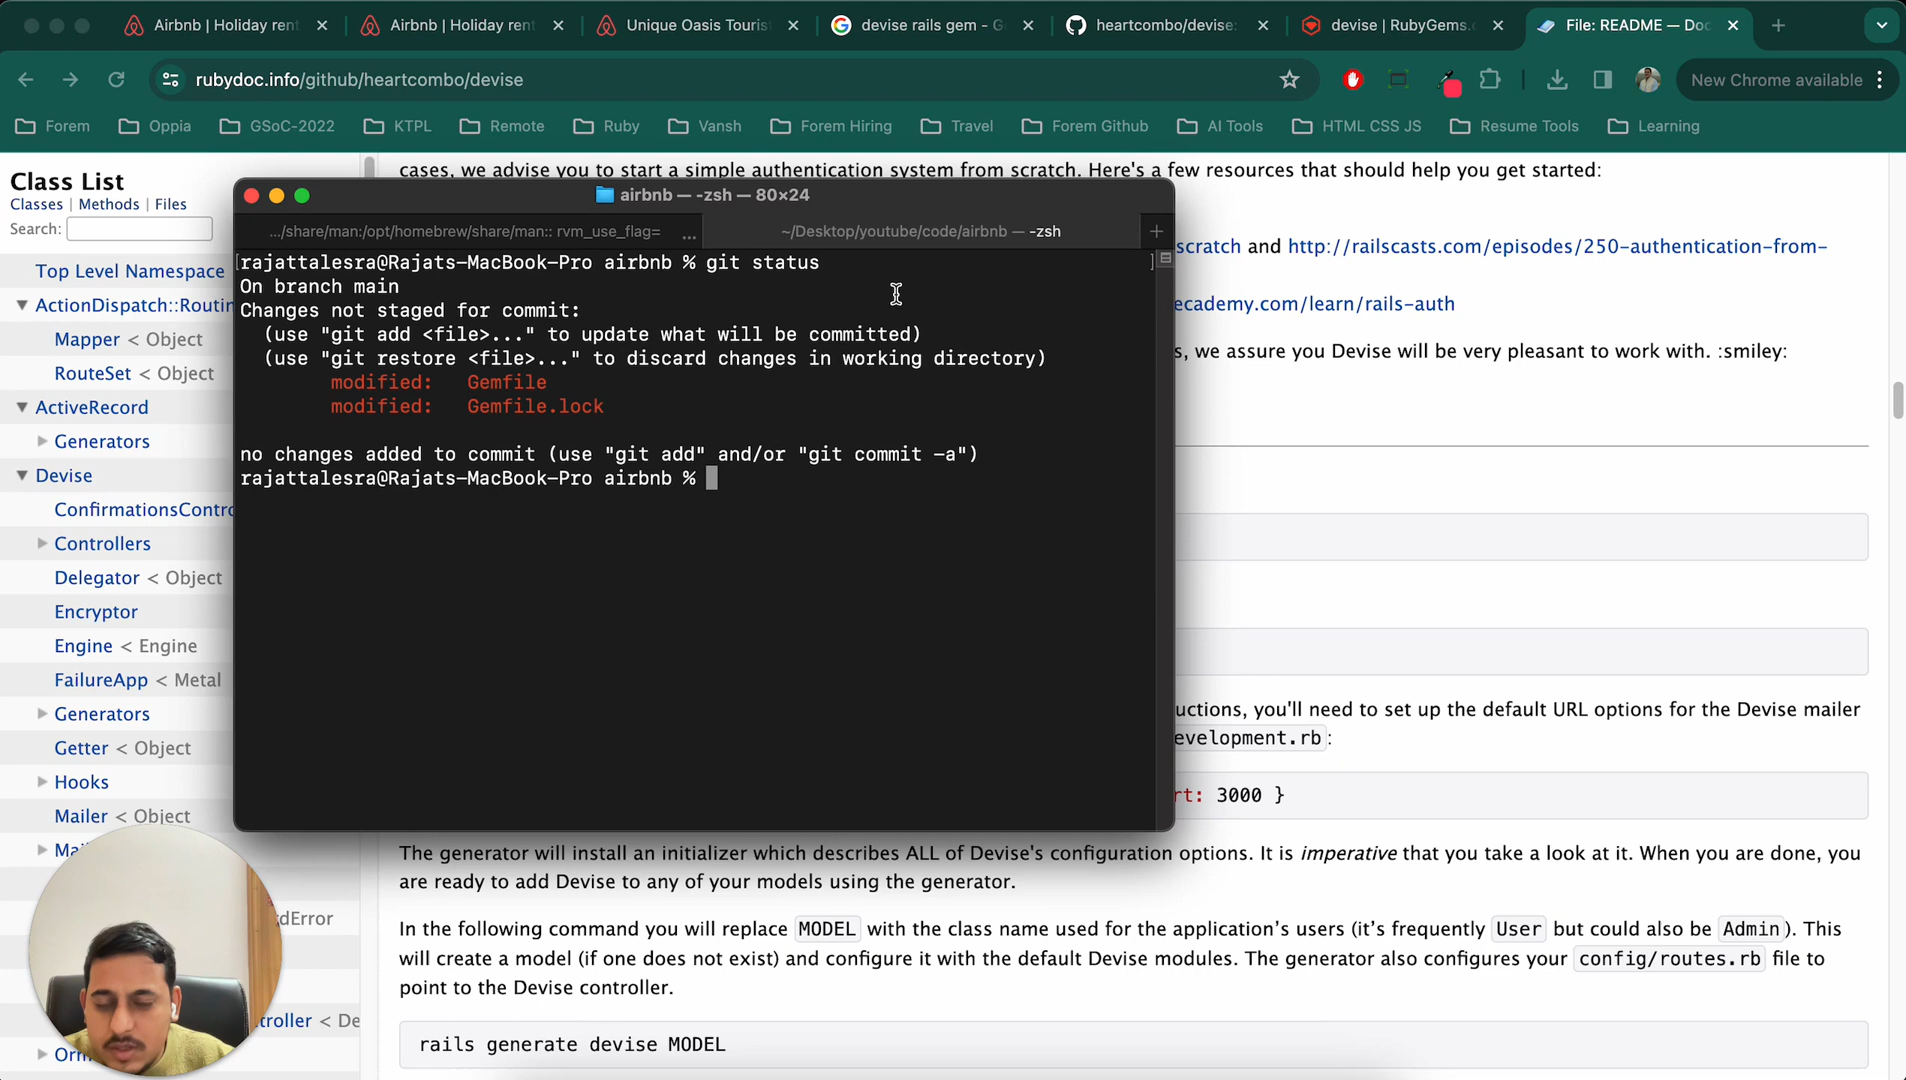 Airbnb | Holiday rent
Airbnb | Holiday rent
Unique Oasis Tourist
devise rails gem - G
heartcombo/devise:
devise | RubyGems.
File: README — Doc
rubydoc.info/github/heartcombo/devise
New Chrome available
Forem
Oppia
GSoC-2022
KTPL
Remote
Ruby
Vansh
Forem Hiring
Travel
Forem Github
AI Tools
HTML CSS JS
Resume Tools
Learning
Class List
Classes | Methods | Files
Search:
Top Level Namespace
ActionDispatch::Routin
Mapper < Object
RouteSet < Object
ActiveRecord
Generators
Devise
ConfirmationsContro
Controllers
Delegator < Object
Encryptor
Engine < Engine
FailureApp < Metal
Generators
Getter < Object
Hooks
Mailer < Object
Ma
dError
troller < De
Orm
cases, we advise you to start a simple authentication system from scratch. Here's a few resources that should help you get started:
scratch and http://railscasts.com/episodes/250-authentication-from-
ecademy.com/learn/rails-auth
s, we assure you Devise will be very pleasant to work with. :smiley:
airbnb — -zsh — 80×24
.../share/man:/opt/homebrew/share/man:: rvm_use_flag= ...
~/Desktop/youtube/code/airbnb — -zsh
[rajattalesra@Rajats-MacBook-Pro airbnb % git status ]
On branch main
Changes not staged for commit:
(use "git add <file>..." to update what will be committed)
(use "git restore <file>..." to discard changes in working directory)
modified: Gemfile
modified: Gemfile.lock
no changes added to commit (use "git add" and/or "git commit -a")
rajattalesra@Rajats-MacBook-Pro airbnb %
uctions, you'll need to set up the default URL options for the Devise mailer
evelopment.rb:
rt: 3000 }
The generator will install an initializer which describes ALL of Devise's configuration options. It is imperative that you take a look at it. When you are done, you
are ready to add Devise to any of your models using the generator.
In the following command you will replace MODEL with the class name used for the application's users (it's frequently User but could also be Admin). This
will create a model (if one does not exist) and configure it with the default Devise modules. The generator also configures your config/routes.rb file to
point to the Devise controller.
rails generate devise MODEL